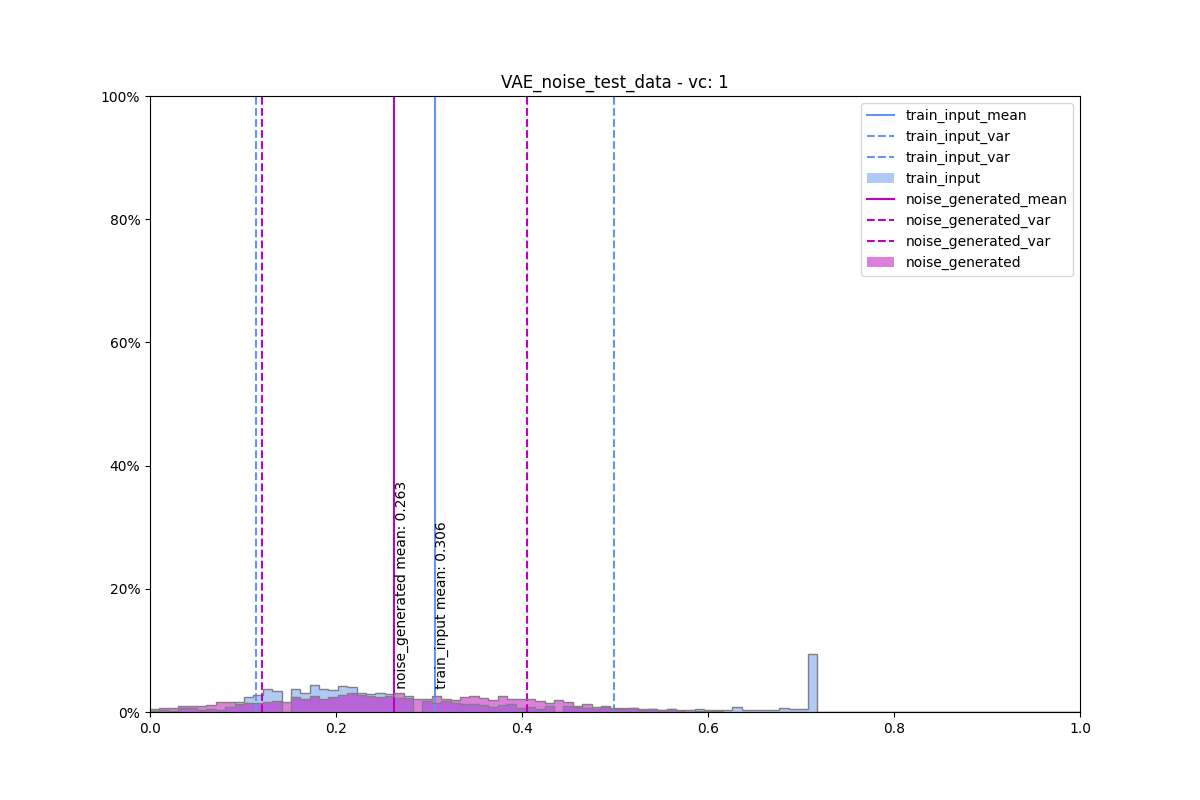 VAE_noise_test_data - vc: 1
100%
80%
60%
40%
20%
0%
train_input_mean
train_input_var
train_input_var
train_input
noise_generated_mean
noise_generated_var
noise_generated_var
noise_generated
noise_generated mean: 0.263
train_input mean: 0.306
0.0
0.2
0.4
0.6
0.8
1.0